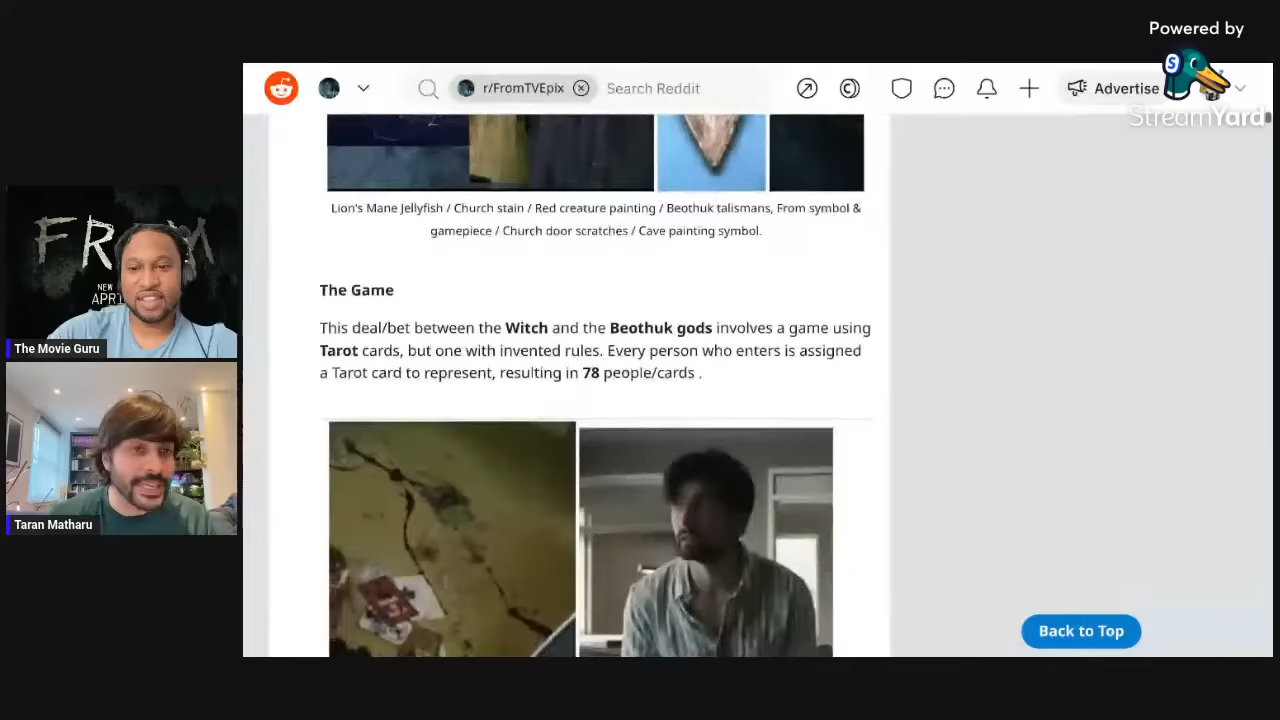 Powered by
StreamYard
r/FromTVEpix
Search Reddit
Advertise
Lion's Mane Jellyfish / Church stain / Red creature painting / Beothuk talismans, From symbol &
gamepiece / Church door scratches / Cave painting symbol.
The Game
This deal/bet between the Witch and the Beothuk gods involves a game using
Tarot cards, but one with invented rules. Every person who enters is assigned
a Tarot card to represent, resulting in 78 people/cards .
Back to Top
FROM
NEW
APRI
The Movie Guru
Taran Matharu